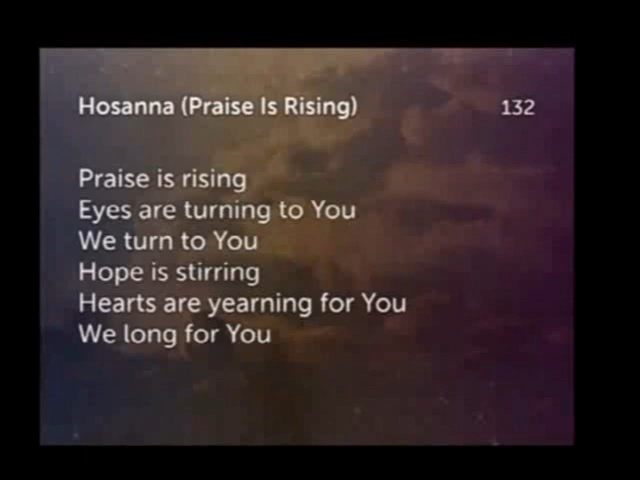 Hosanna (Praise Is Rising) 132
Praise is rising
Eyes are turning to You
We turn to You
Hope is stirring
Hearts are yearning for You
We long for You